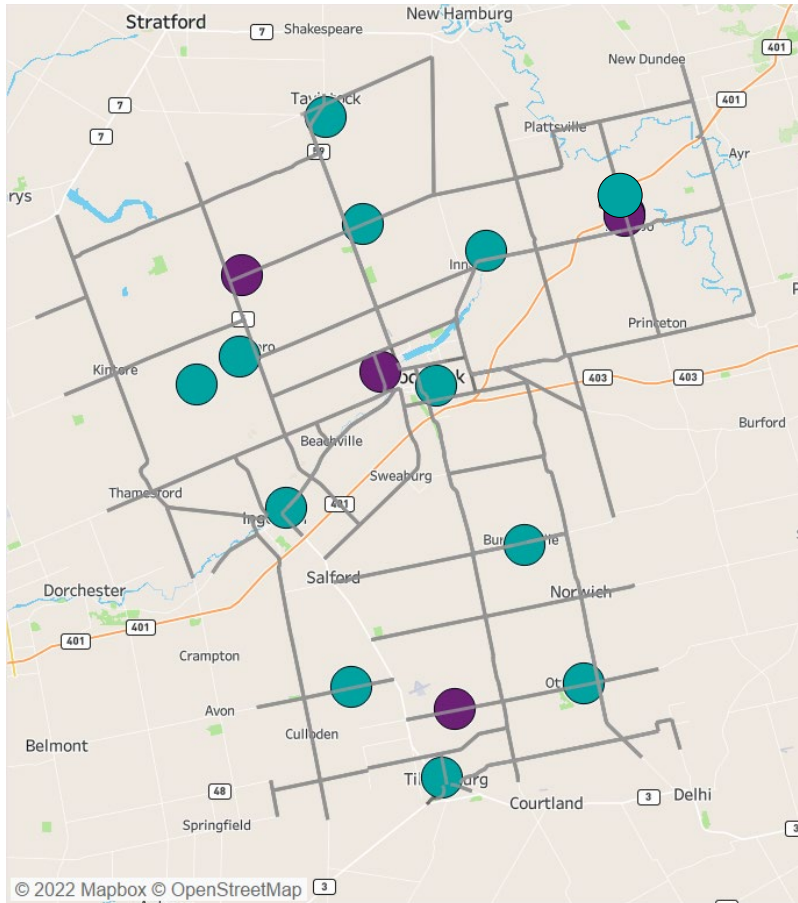 New Hamburg
Stratford
7
Shakespeare
401
New Dundee
7
401
7
Plattsville
59
Ayr
rys
Princeton
Kintore
403
403
Burford
Beachville
Sweaburg
Thamesford
401
Salford
Dorchester
Norwich
401
401
Crampton
Avon
Culloden
Belmont
48
Courtland
3
Delhi
Springfield
3
3
© 2022 Mapbox © OpenStreetMap